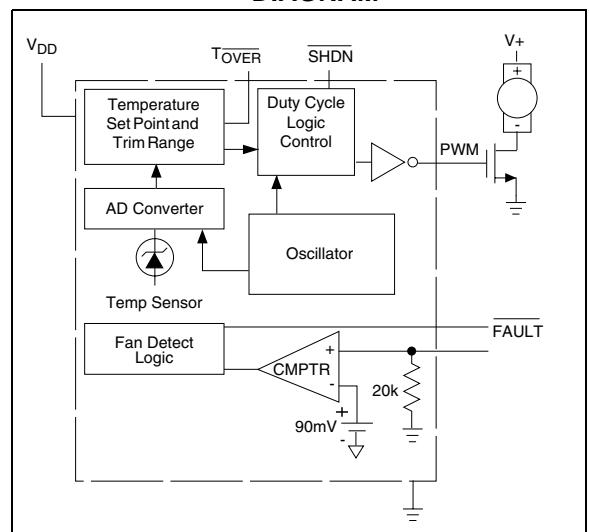 DIAGRAM
VDD
TOVER
SHDN
V+
+
-
Temperature
Set Point and
Trim Range
Duty Cycle
Logic
Control
PWM
AD Converter
Oscillator
Temp Sensor
Fan Detect
Logic
FAULT
CMPTR
+
-
20k
+
90mV
-